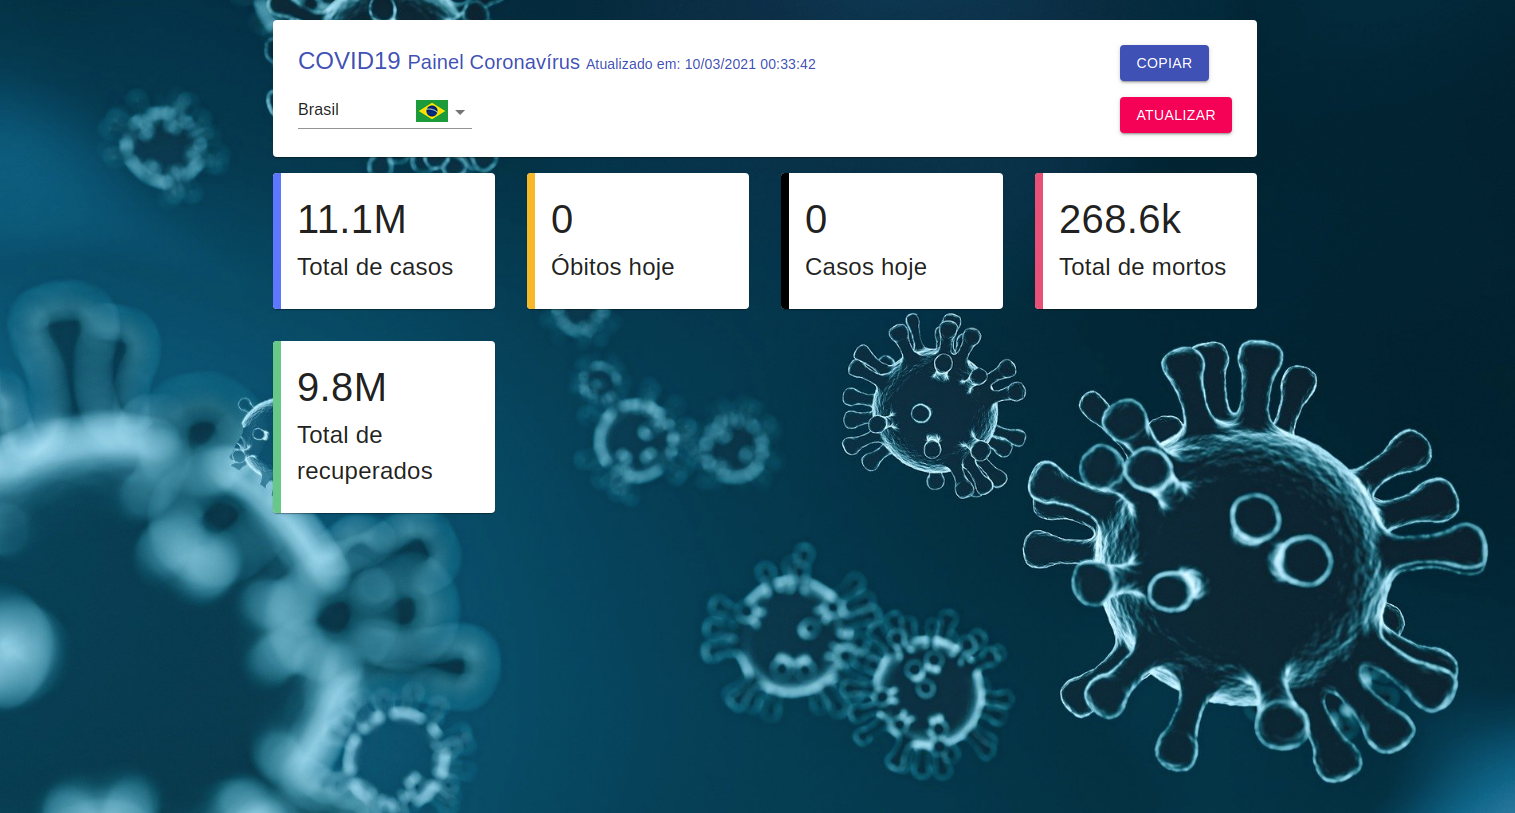 COVID19 Painel Coronavírus Atualizado em: 10/03/2021 00:33:42
COPIAR
Brasil
ATUALIZAR
11.1M
Total de casos
0
Óbitos hoje
0
Casos hoje
268.6k
Total de mortos
9.8M
Total de
recuperados